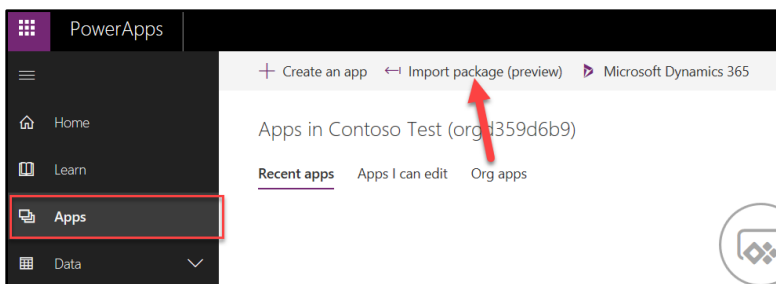 PowerApps
+ Create an app Import package (preview) Microsoft Dynamics 365
Home
Apps in Contoso Test (orgd359d6b9)
Learn
Recent apps Apps I can edit Org apps
Apps
Data